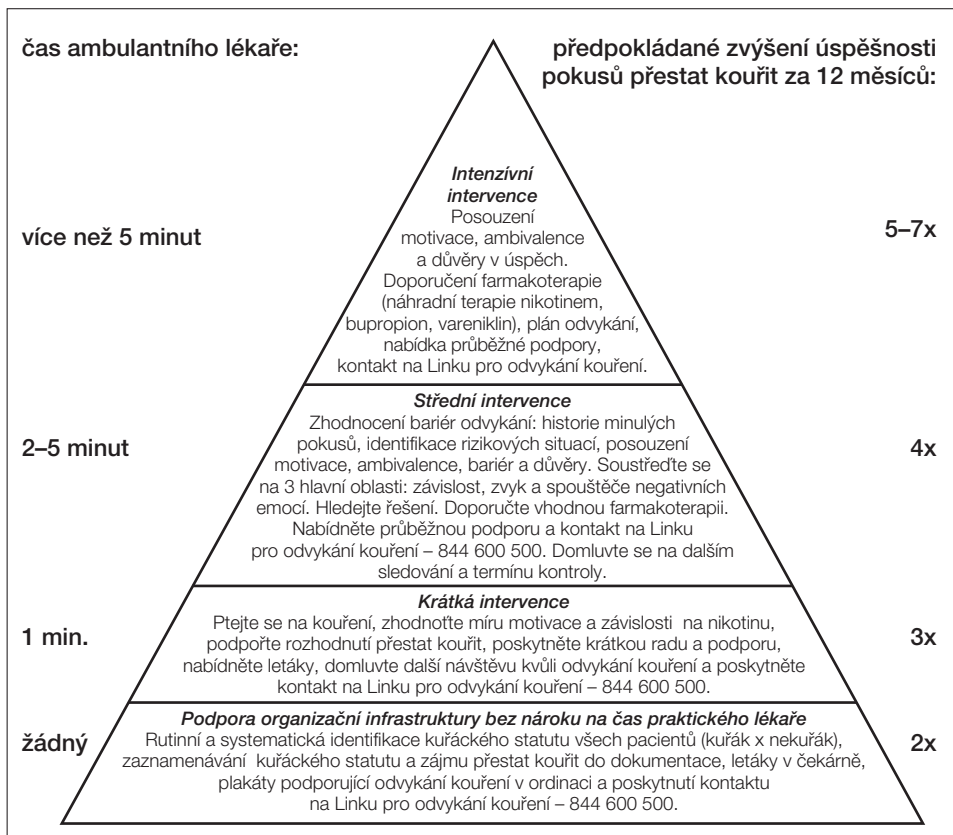 čas ambulantního lékaře:
předpokládané zvýšení úspěšnosti
pokusů přestat kouřit za 12 měsíců:
Intenzívní
intervence
Posouzení
motivace, ambivalence
a důvěry v úspěch.
Doporučení farmakoterapie
(náhradní terapie nikotinem,
bupropion, vareniklin), plán odvykání,
nabídka průběžné podpory,
kontakt na Linku pro odvykání kouření.
více než 5 minut
5–7x
Střední intervence
Zhodnocení bariér odvykání: historie minulých
pokusů, identifikace rizikových situací, posouzení
motivace, ambivalence, bariér a důvěry. Soustřeďte se
na 3 hlavní oblasti: závislost, zvyk a spouštěče negativních
emocí. Hledejte řešení. Doporučte vhodnou farmakoterapii.
Nabídněte průběžnou podporu a kontakt na Linku
pro odvykání kouření – 844 600 500. Domluvte se na dalším
sledování a termínu kontroly.
2–5 minut
4x
Krátká intervence
Ptejte se na kouření, zhodnoťte míru motivace a závislosti na nikotinu,
podpořte rozhodnutí přestat kouřit, poskytněte krátkou radu a podporu,
nabídněte letáky, domluvte další návštěvu kvůli odvykání kouření a poskytněte
kontakt na Linku pro odvykání kouření – 844 600 500.
1 min.
3x
Podpora organizační infrastruktury bez nároku na čas praktického lékaře
Rutinní a systematická identifikace kuřáckého statutu všech pacientů (kuřák x nekuřák),
zaznamenávání kuřáckého statutu a zájmu přestat kouřit do dokumentace, letáky v čekárně,
plakáty podporující odvykání kouření v ordinaci a poskytnutí kontaktu
na Linku pro odvykání kouření – 844 600 500.
žádný
2x